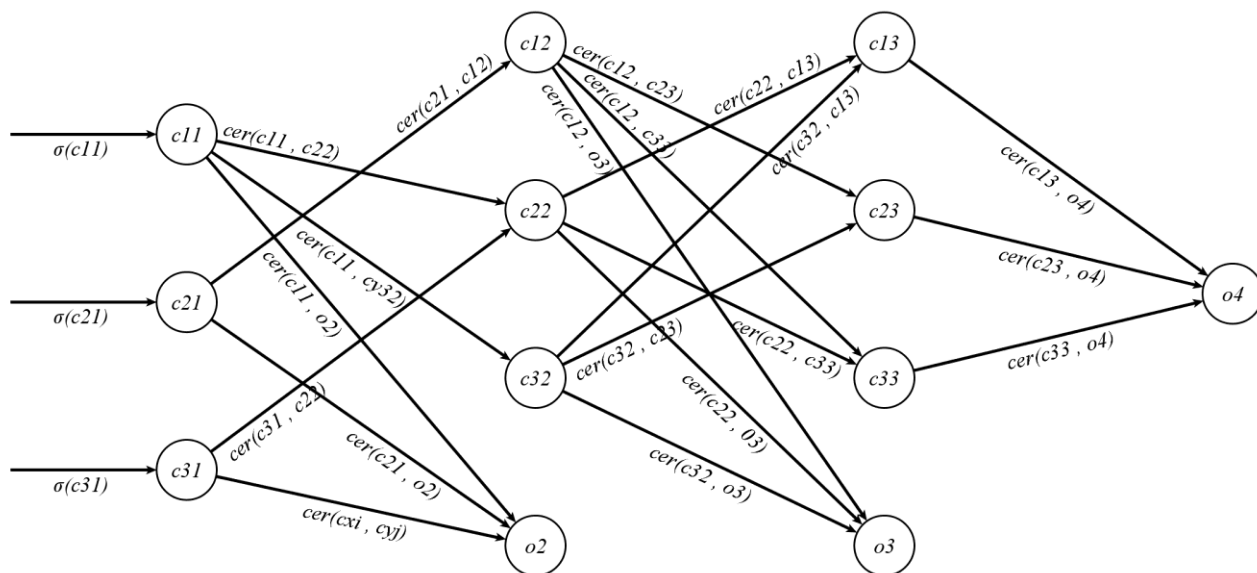 c12
c13
cer(c12 , c23)
cer(c22 , c13)
cer(c21 , c12)
cer(c12 , c33)
cer(c12 , o3)
cer(c32 , c13)
c11
cer(c11 , c22)
σ(c11)
cer(c13 , o4)
c22
c23
cer(c11 , cy32)
cer(c11 , o2)
cer(c23 , o4)
c21
σ(c21)
o4
cer(c32 , c23)
cer(c22 , c33)
cer(c33 , o4)
c32
c33
cer(c31 , c22)
cer(c22 , 03)
c31
σ(c31)
cer(c21 , o2)
cer(c32 , o3)
cer(cxi , cyj)
o2
o3